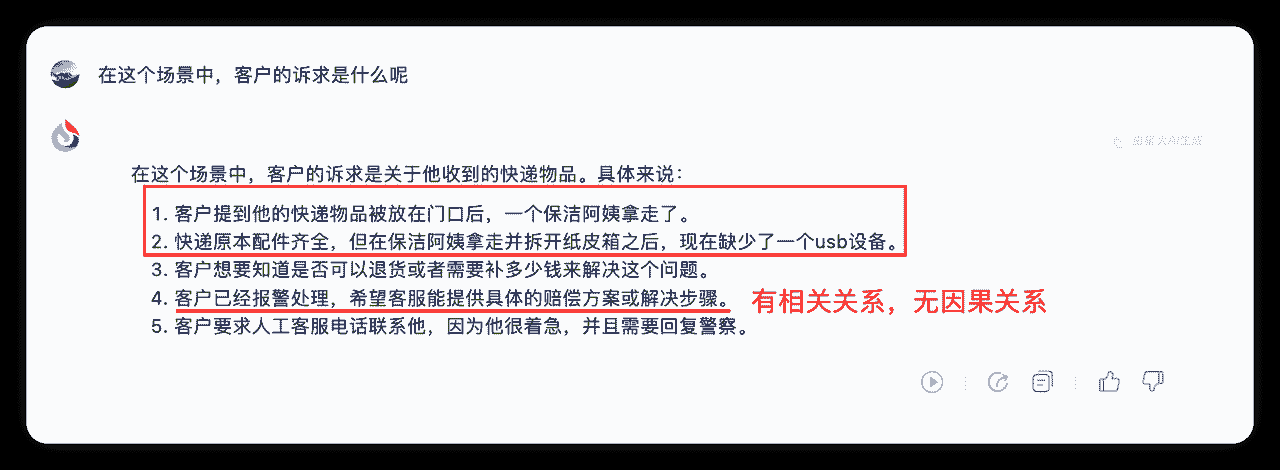 在这个场景中，客户的诉求是什么呢
在这个场景中，客户的诉求是关于他收到的快递物品。具体来说：
1. 客户提到他的快递物品被放在门口后，一个保洁阿姨拿走了。
2. 快递原本配件齐全，但在保洁阿姨拿走并拆开纸皮箱之后，现在缺少了一个usb设备。
3. 客户想要知道是否可以退货或者需要补多少钱来解决这个问题。
4. 客户已经报警处理，希望客服能提供具体的赔偿方案或解决步骤。 有相关关系，无因果关系
5. 客户要求人工客服电话联系他，因为他很着急，并且需要回复警察。